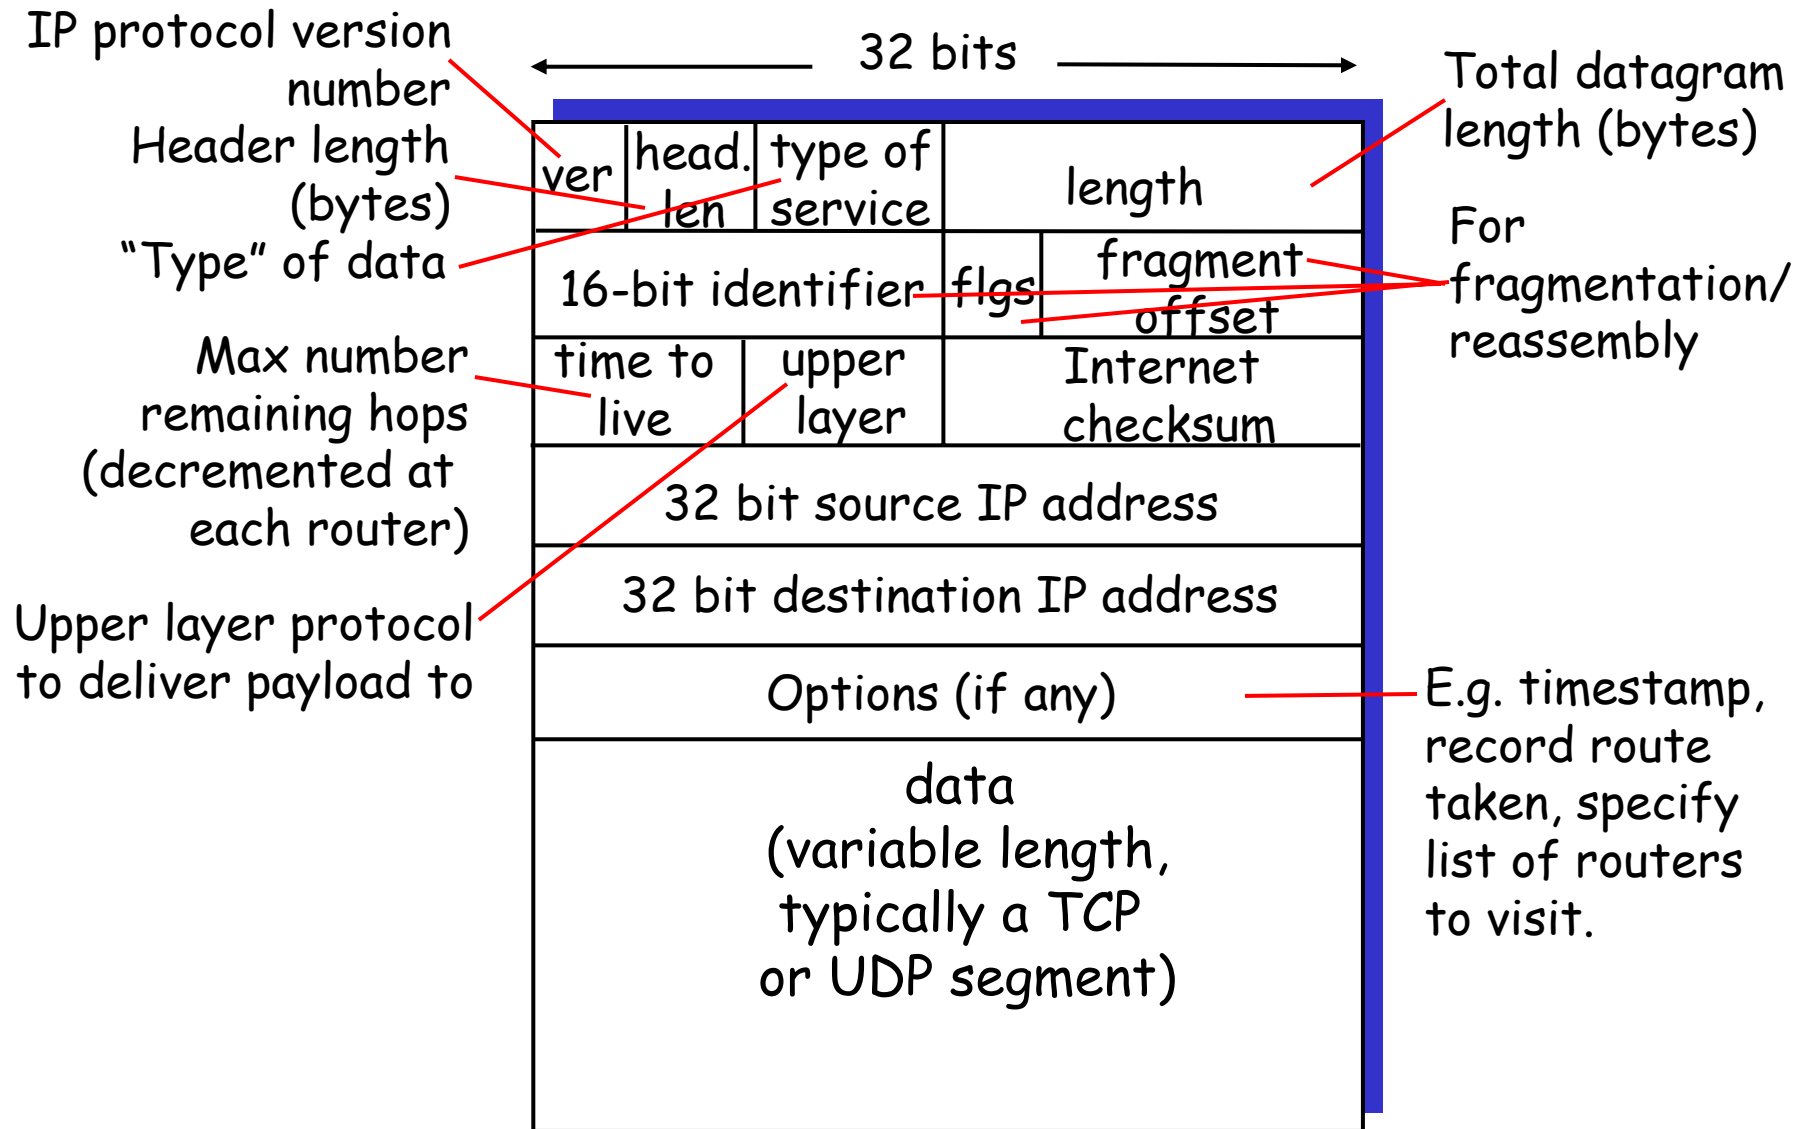 IP protocol version
number
Header length
(bytes)
“Type” of data
Max number
remaining hops
(decremented at
each router)
Upper layer protocol
to deliver payload to
32 bits
ver
head.
len
type of
service
length
16-bit identifier
flgs
fragment
offset
time to
live
upper
layer
Internet
checksum
32 bit source IP address
32 bit destination IP address
Options (if any)
data
(variable length,
typically a TCP
or UDP segment)
Total datagram
length (bytes)
For
fragmentation/
reassembly
E.g. timestamp,
record route
taken, specify
list of routers
to visit.